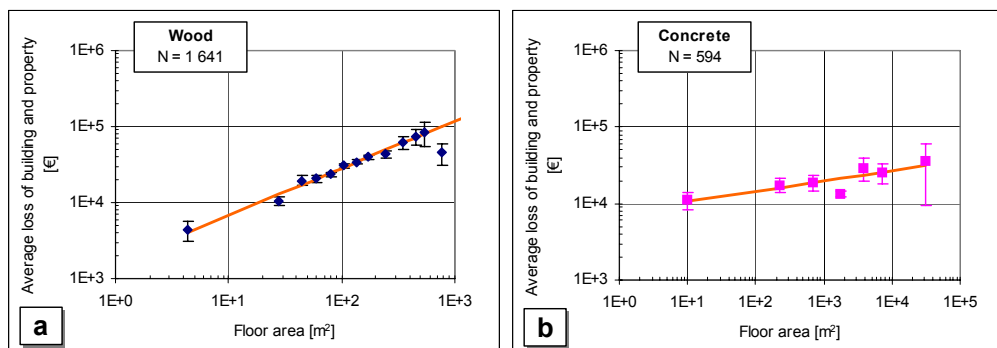 Wood
N = 1 641
Average loss of building and property
[€]
1E+6
1E+5
1E+4
1E+3
1E+0
1E+1
1E+2
1E+3
Floor area [m²]
a
Concrete
N = 594
Average loss of building and property
[€]
1E+6
1E+5
1E+4
1E+3
1E+0
1E+1
1E+2
1E+3
1E+4
1E+5
Floor area [m²]
b